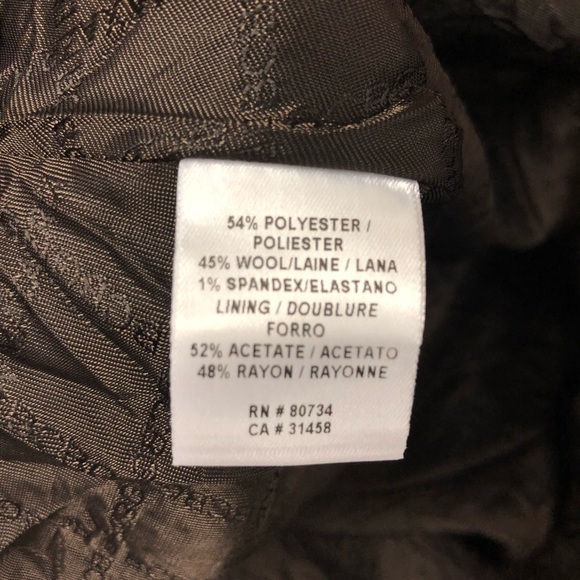 54% POLYESTER /
POLIESTER
45% WOOL/LAINE / LANA
1% SPANDEX/ELASTANO
LINING / DOUBLURE
FORRO
52% ACETATE / ACETATO
48% RAYON / RAYONNE
RN # 80734
CA # 31458